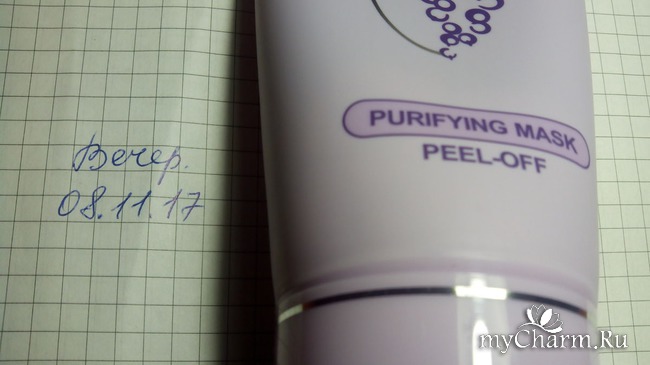 Вечер.
08.11.17
PURIFYING MASK
PEEL-OFF
myCharm.Ru